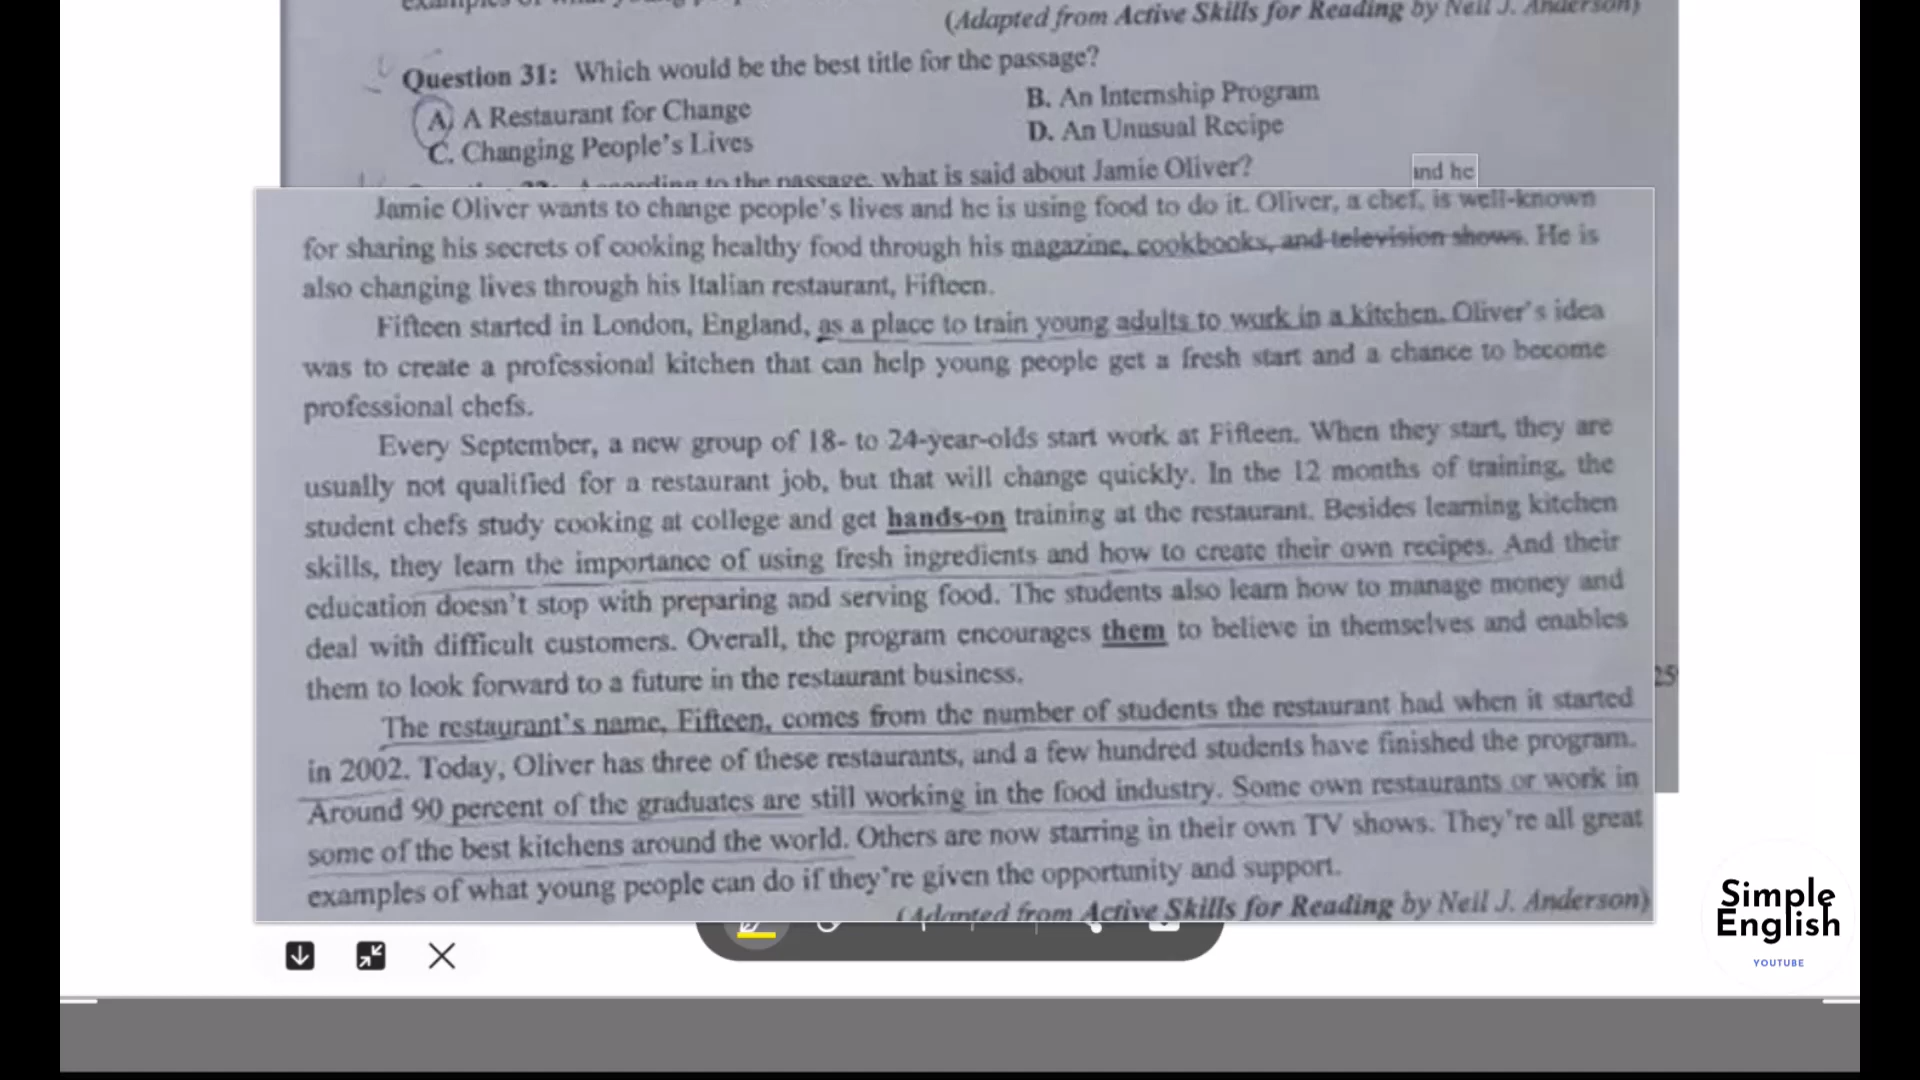 (Adapted from Active Skills for Reading by Neil J. Anderson)
Question 31: Which would be the best title for the passage?
A. A Restaurant for Change
B. An Internship Program
C. Changing People's Lives
D. An Unusual Recipe
According to the passage, what is said about Jamie Oliver?
and he
Jamie Oliver wants to change people's lives and he is using food to do it. Oliver, a chef, is well-known
for sharing his secrets of cooking healthy food through his magazine, cookbooks, and television shows. He is
also changing lives through his Italian restaurant, Fifteen.
Fifteen started in London, England, as a place to train young adults to work in a kitchen. Oliver's idea
was to create a professional kitchen that can help young people get a fresh start and a chance to become
professional chefs.
Every September, a new group of 18- to 24-year-olds start work at Fifteen. When they start, they are
usually not qualified for a restaurant job, but that will change quickly. In the 12 months of training, the
student chefs study cooking at college and get hands-on training at the restaurant. Besides learning kitchen
skills, they learn the importance of using fresh ingredients and how to create their own recipes. And their
education doesn't stop with preparing and serving food. The students also learn how to manage money and
deal with difficult customers. Overall, the program encourages them to believe in themselves and enables
them to look forward to a future in the restaurant business.
25
The restaurant's name, Fifteen, comes from the number of students the restaurant had when it started
in 2002. Today, Oliver has three of these restaurants, and a few hundred students have finished the program.
Around 90 percent of the graduates are still working in the food industry. Some own restaurants or work in
some of the best kitchens around the world. Others are now starring in their own TV shows. They're all great
examples of what young people can do if they're given the opportunity and support.
(Adapted from Active Skills for Reading by Neil J. Anderson)
Simple
English
YOUTUBE